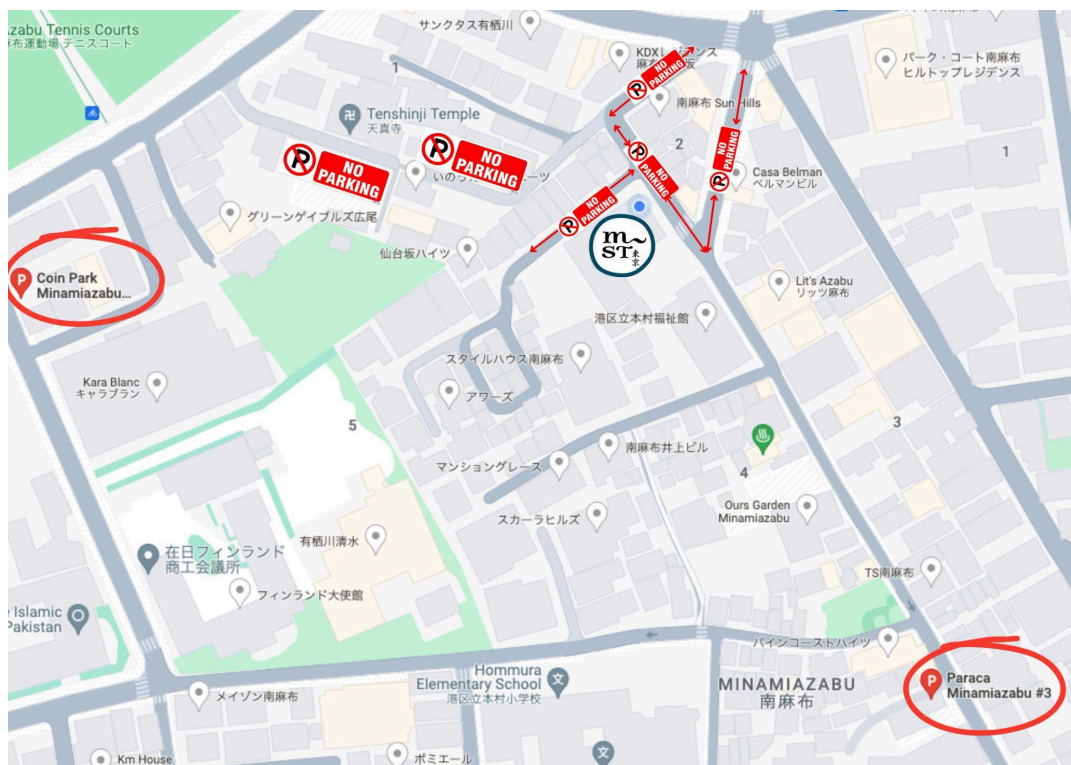 Azabu Tennis Courts
麻布運動場 テニスコート
サンクタス有栖川
1
Tenshinji Temple
天真寺
P
NO
PARKING
P
NO
PARKING
P
NO
PARKING
南麻布 Sun Hills
2
P
NO
PARKING
P
NO
PARKING
P
NO
PARKING
パーク・コート南麻布
ヒルトップレジデンス
1
Casa Belman
ベルマンビル
グリーンゲイブルズ広尾
仙台坂ハイツ
m~
ST東京
P
Coin Park
Minamiazabu...
Lit's Azabu
リッツ麻布
港区立本村福祉館
スタイルハウス南麻布
アワーズ
Kara Blanc
キャラブラン
5
3
南麻布井上ビル
マンショングレース
4
Ours Garden
Minamiazabu
スカーラヒルズ
有栖川清水
在日フィンランド
商工会議所
フィンランド大使館
TS南麻布
Islamic
Pakistan
パインコーストハイツ
Hommura
Elementary School
港区立本村小学校
文
MINAMIAZABU
南麻布
P
Paraca
Minamiazabu #3
メイゾン南麻布
Km House
ポミエール
文